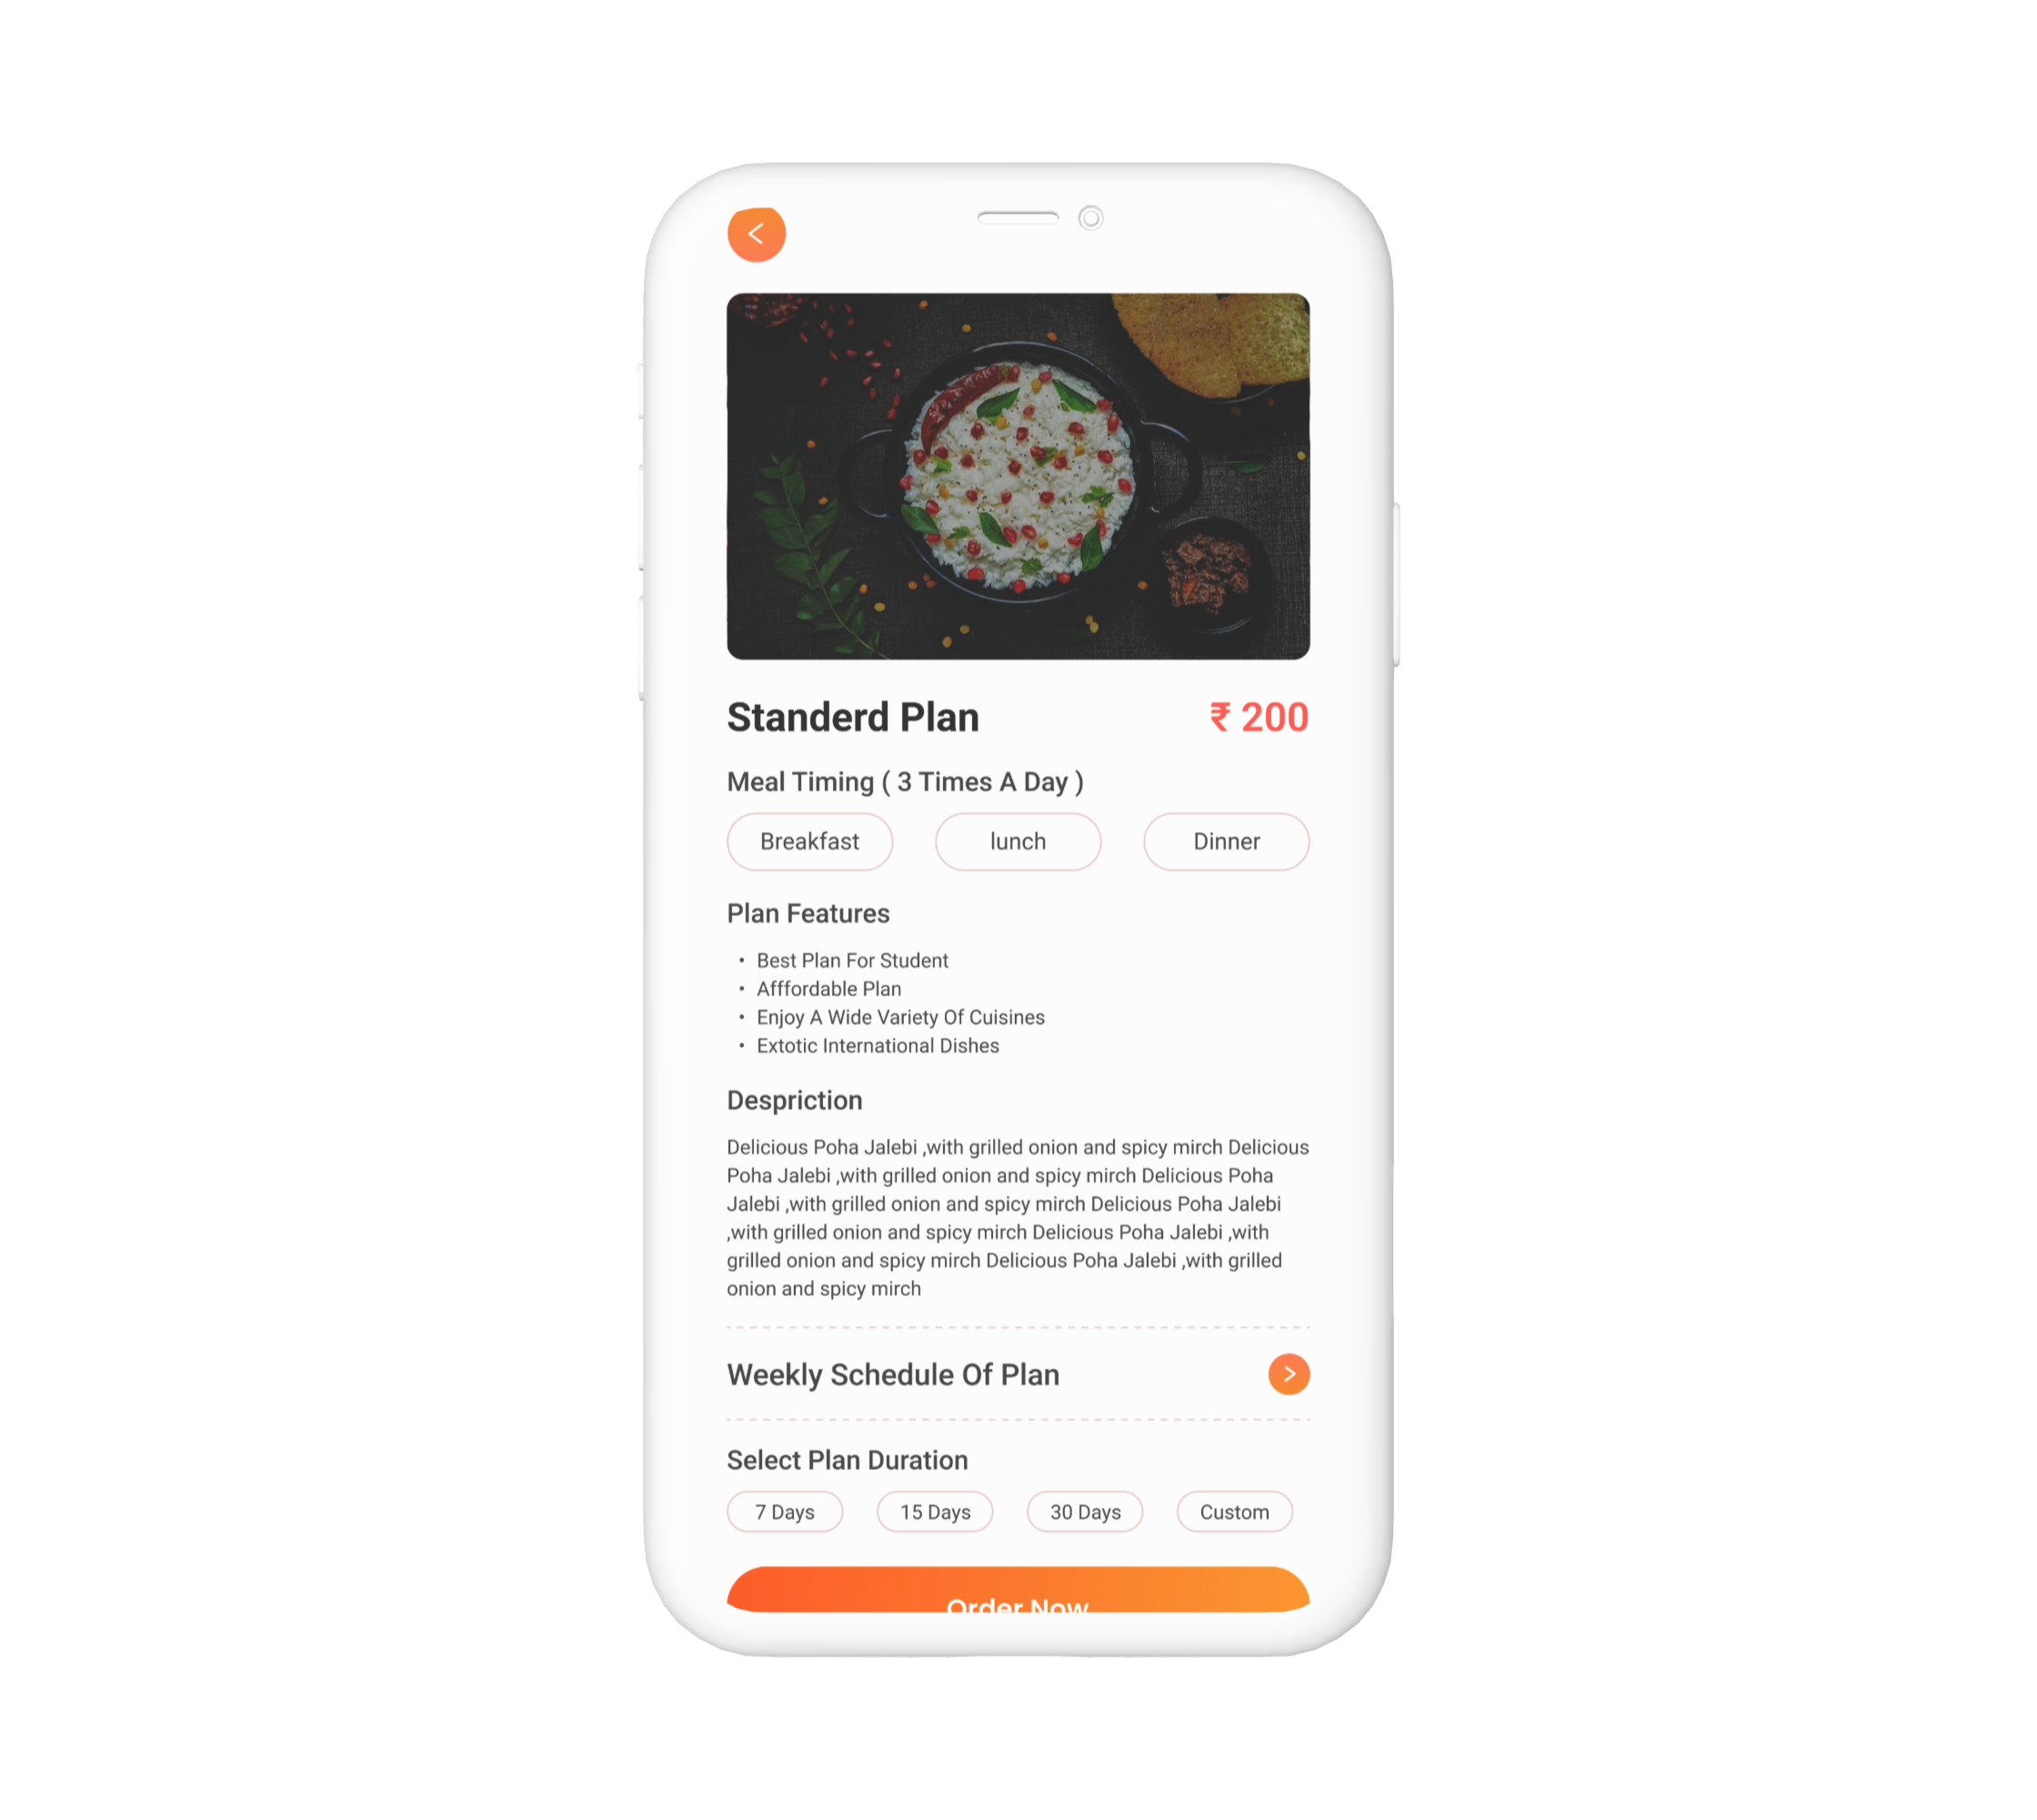 Standerd Plan ₹ 200
Meal Timing ( 3 Times A Day )
Breakfast lunch Dinner
Plan Features
• Best Plan For Student
• Afffordable Plan
• Enjoy A Wide Variety Of Cuisines
• Extotic International Dishes
Despriction
Delicious Poha Jalebi ,with grilled onion and spicy mirch Delicious
Poha Jalebi ,with grilled onion and spicy mirch Delicious Poha
Jalebi ,with grilled onion and spicy mirch Delicious Poha Jalebi
,with grilled onion and spicy mirch Delicious Poha Jalebi ,with
grilled onion and spicy mirch Delicious Poha Jalebi ,with grilled
onion and spicy mirch
Weekly Schedule Of Plan
Select Plan Duration
7 Days 15 Days 30 Days Custom
Order Now